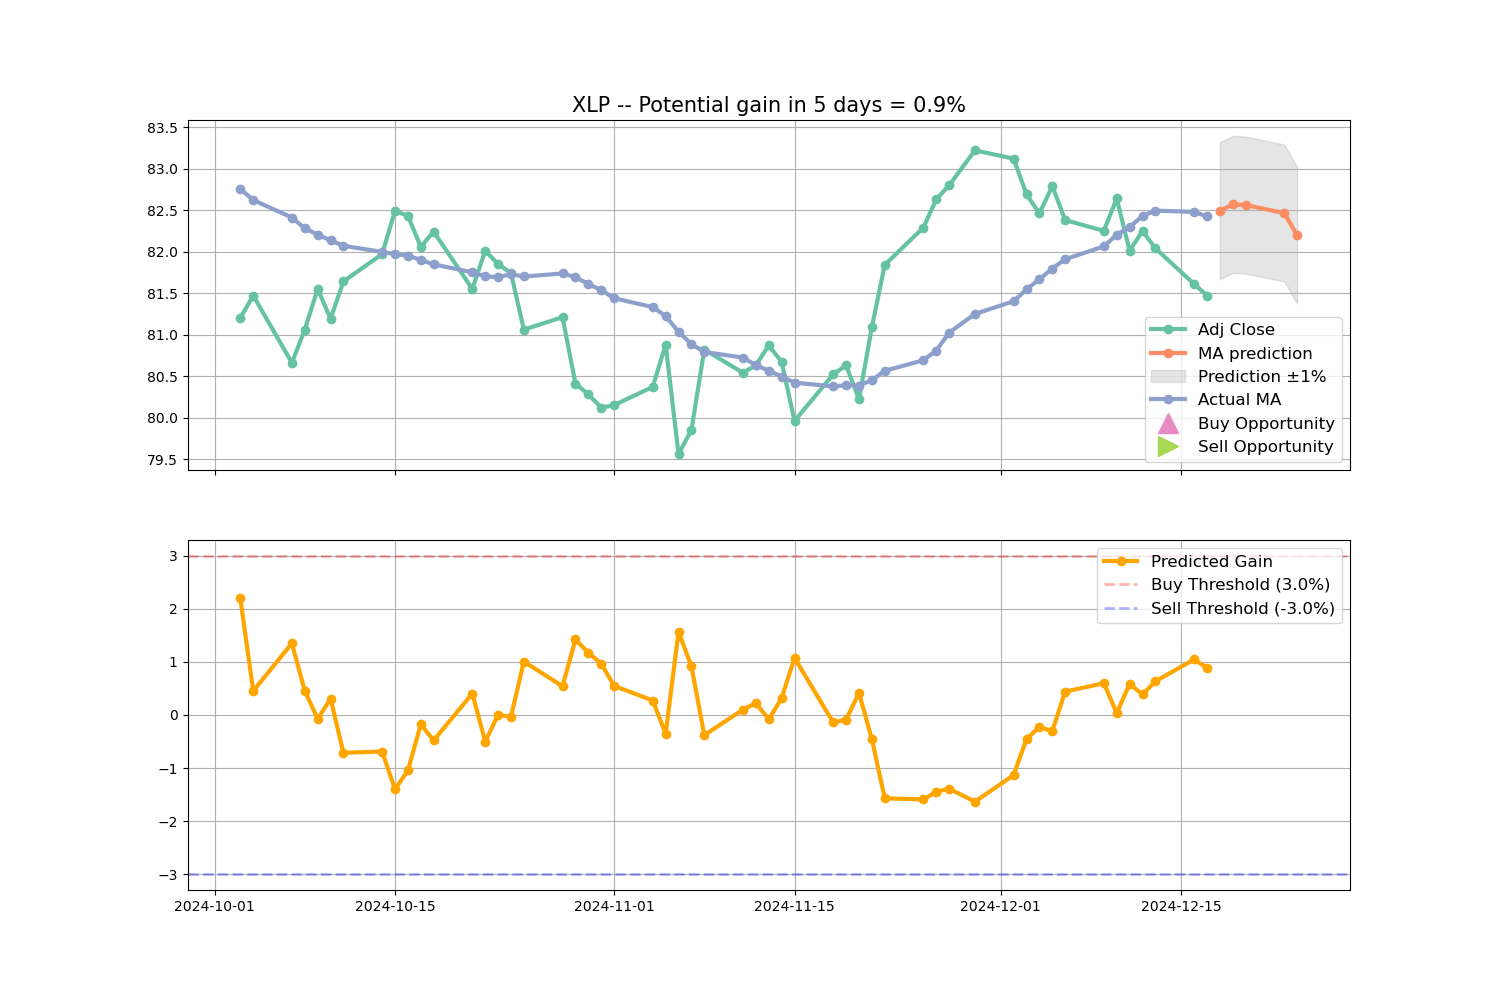 XLP -- Potential gain in 5 days = 0.9%
83.5
83.0
82.5
82.0
81.5
81.0
80.5
80.0
79.5
Adj Close
MA prediction
Prediction ±1%
Actual MA
Buy Opportunity
Sell Opportunity
3
2
1
0
−1
−2
−3
Predicted Gain
Buy Threshold (3.0%)
Sell Threshold (-3.0%)
2024-10-01
2024-10-15
2024-11-01
2024-11-15
2024-12-01
2024-12-15